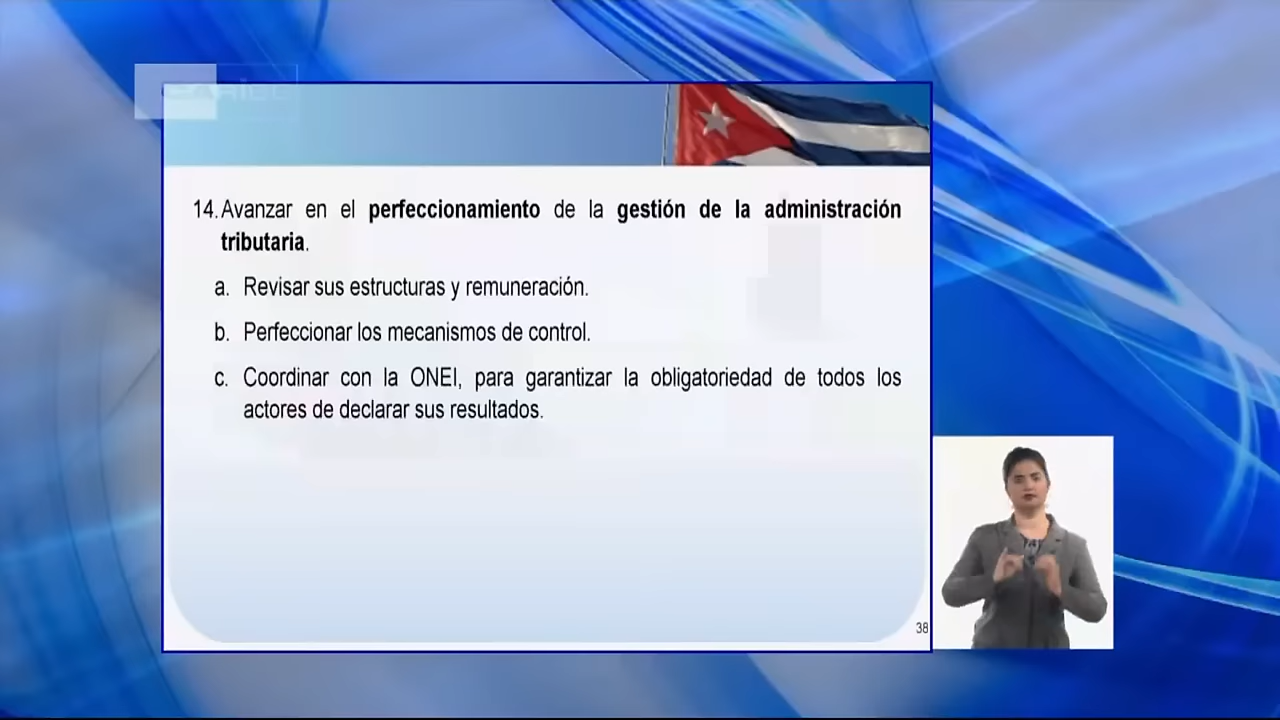 14. Avanzar en el perfeccionamiento de la gestión de la administración
tributaria.
a. Revisar sus estructuras y remuneración.
b. Perfeccionar los mecanismos de control.
c. Coordinar con la ONEI, para garantizar la obligatoriedad de todos los
actores de declarar sus resultados.
38